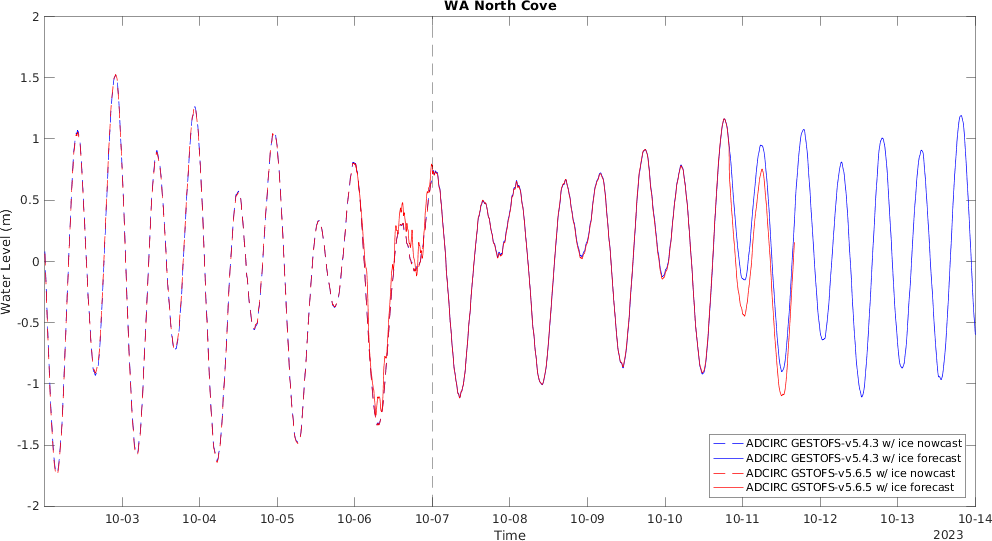 WA North Cove
2
1.5
1
0.5
0
-0.5
-1
-1.5
-2
Water Level (m)
10-03 10-04 10-05 10-06 10-07 10-08 10-09 10-10 10-11 10-12 10-13 10-14
Time
2023
ADCIRC GESTOFS-v5.4.3 w/ ice nowcast
ADCIRC GESTOFS-v5.4.3 w/ ice forecast
ADCIRC GSTOFS-v5.6.5 w/ ice nowcast
ADCIRC GSTOFS-v5.6.5 w/ ice forecast